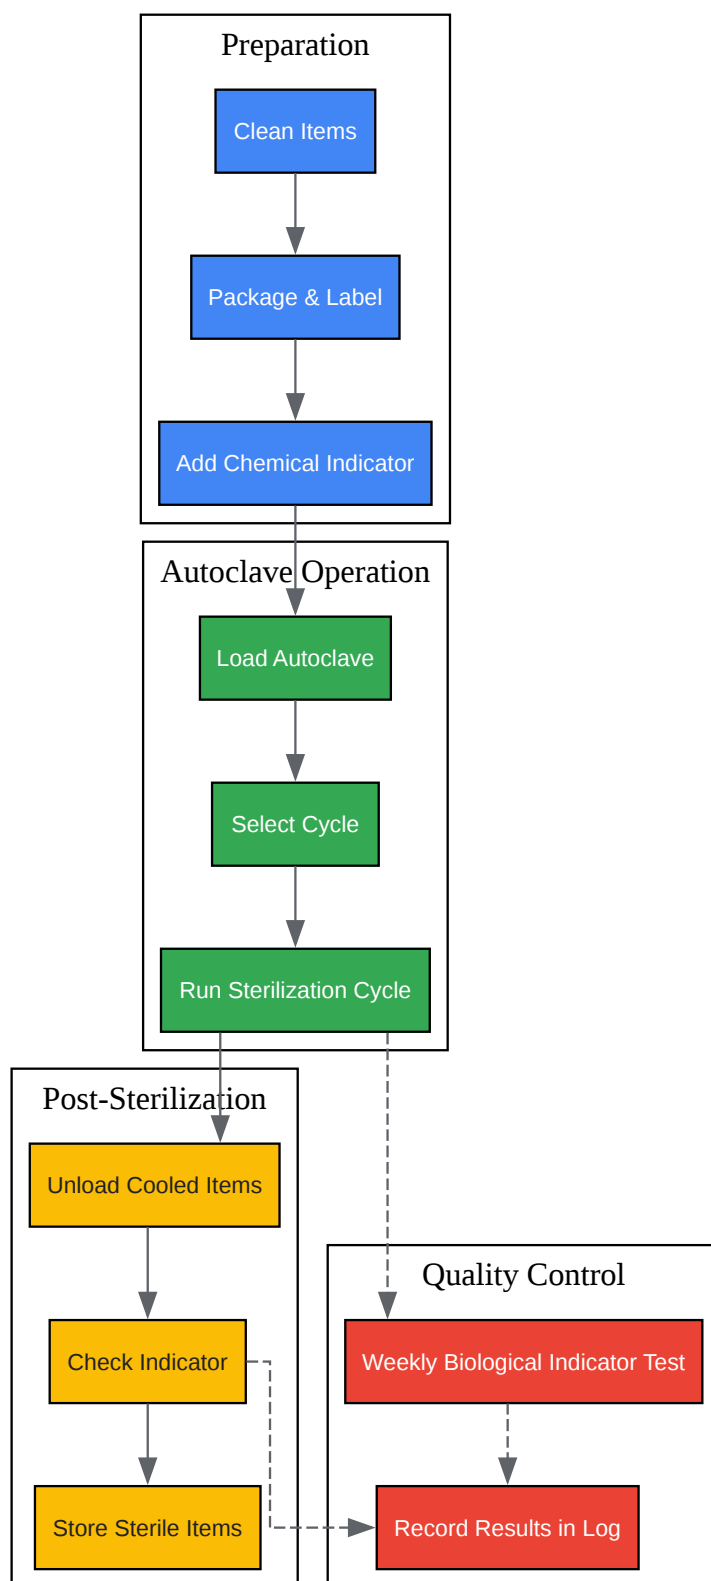 Preparation
Clean Items
Package & Label
Add Chemical Indicator
Autoclave Operation
Load Autoclave
Select Cycle
Run Sterilization Cycle
Post-Sterilization
Unload Cooled Items
Check Indicator
Store Sterile Items
Quality Control
Weekly Biological Indicator Test
Record Results in Log